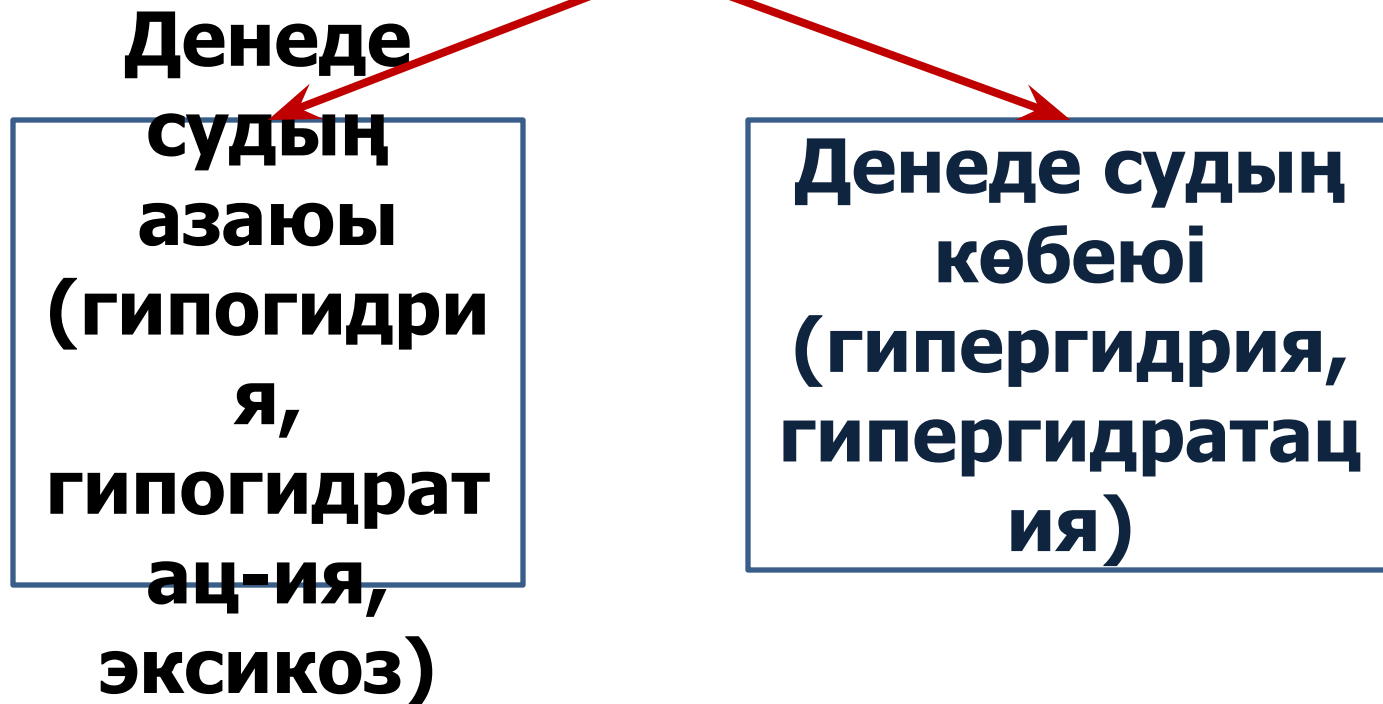 Денеде
судың
азаюы
(гипогидри
я,
гипогидрат
ац-ия,
эксикоз)
Денеде судың
көбеюі
(гипергидрия,
гипергидратац
ия)